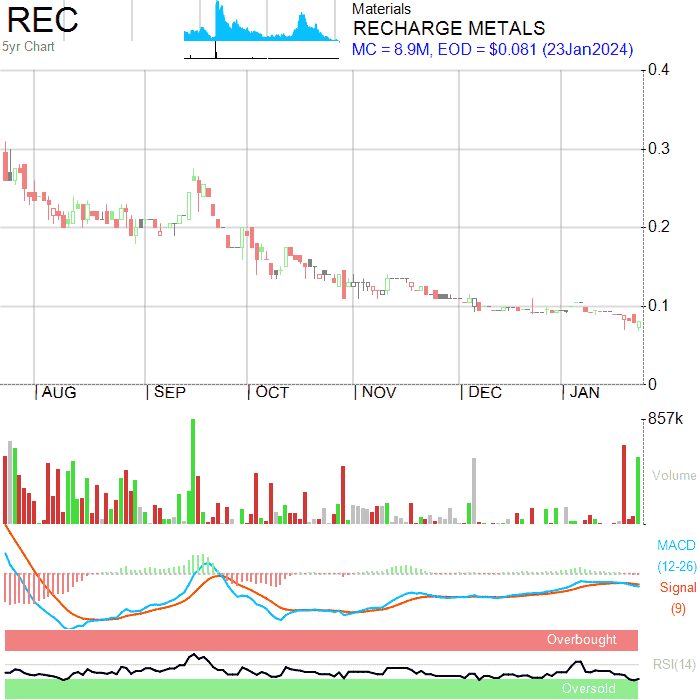 REC
5yr Chart
Materials
RECHARGE METALS
MC = 8.9M, EOD = $0.081 (23Jan2024)
0.4
0.3
0.2
0.1
0
AUG SEP OCT NOV DEC JAN
857k
Volume
MACD
(12-26)
Signal
(9)
Overbought
RSI(14)
Oversold